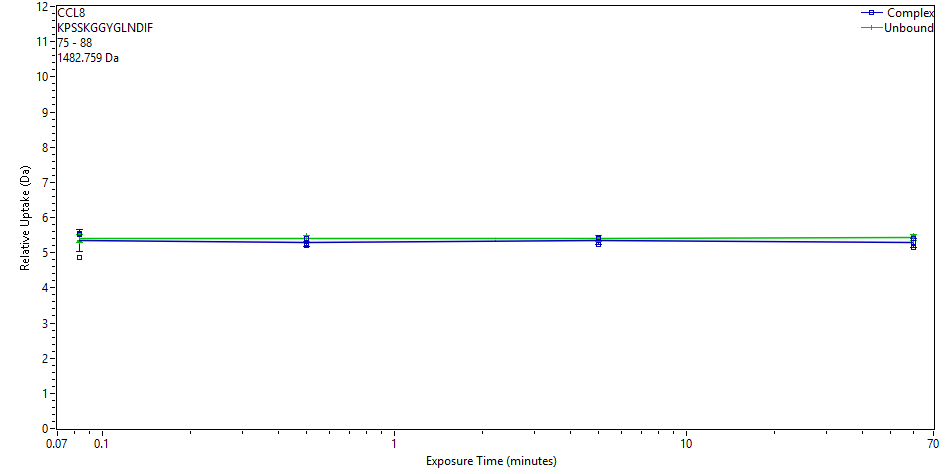 CCL8
KPSSKGGYGLNDIF
75 - 88
1482.759 Da
Complex
Unbound
12
11
10
9
8
7
6
5
4
3
2
1
0
Relative Uptake (Da)
0.07 0.1 1 10 70
Exposure Time (minutes)